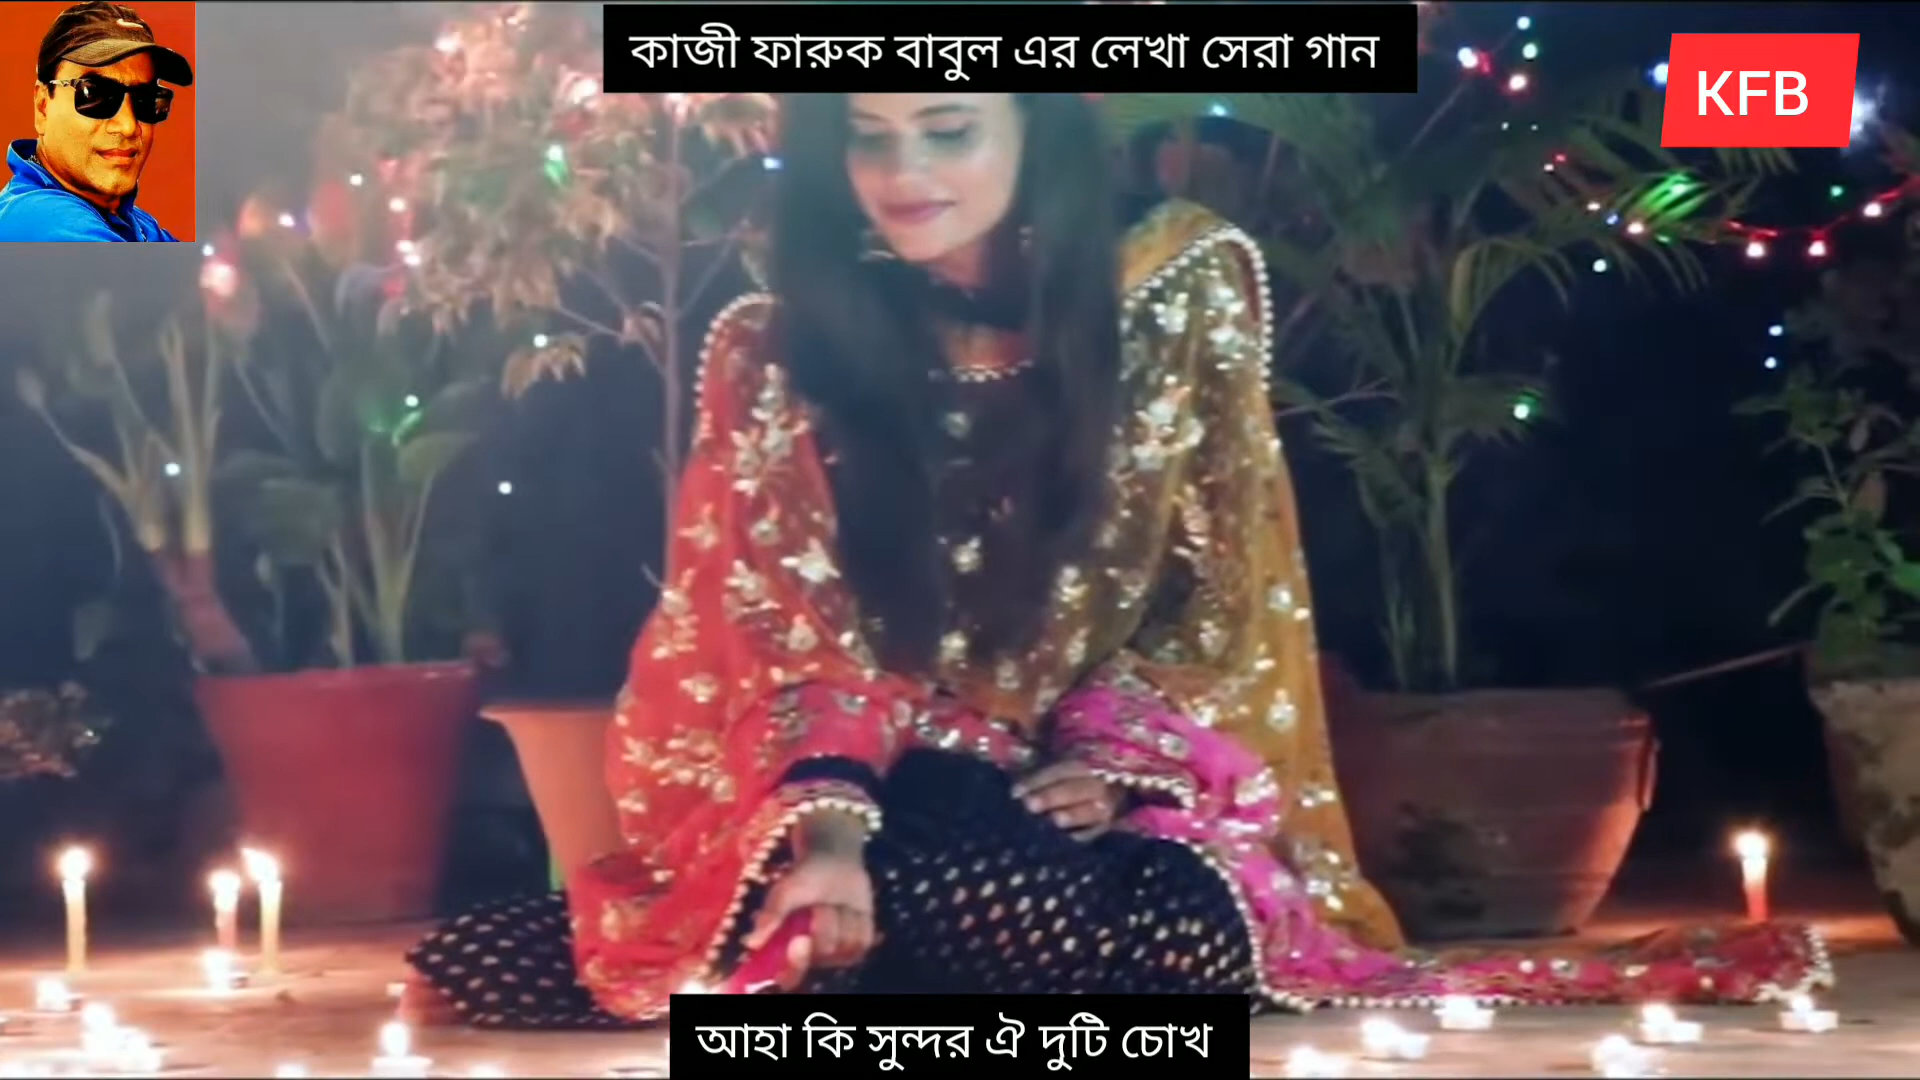 কাজী ফারুক বাবুল এর লেখা সেরা গান
KFB
আহা কি সুন্দর ঐ দুটি চোখ